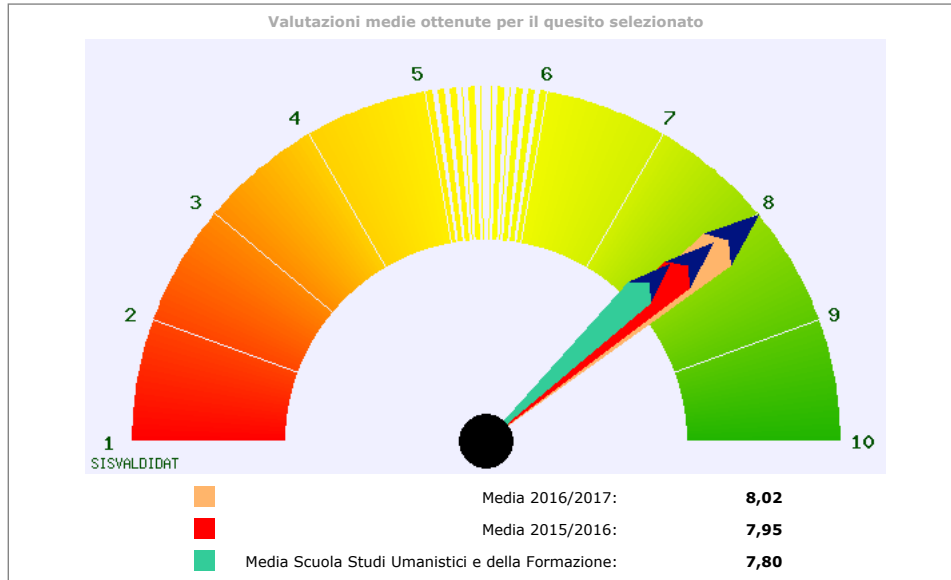 Valutazioni medie ottenute per il quesito selezionato
5
6
4
7
3
8
2
9
1
10
SISVALDIDAT
Media 2016/2017: 8,02
Media 2015/2016: 7,95
Media Scuola Studi Umanistici e della Formazione: 7,80